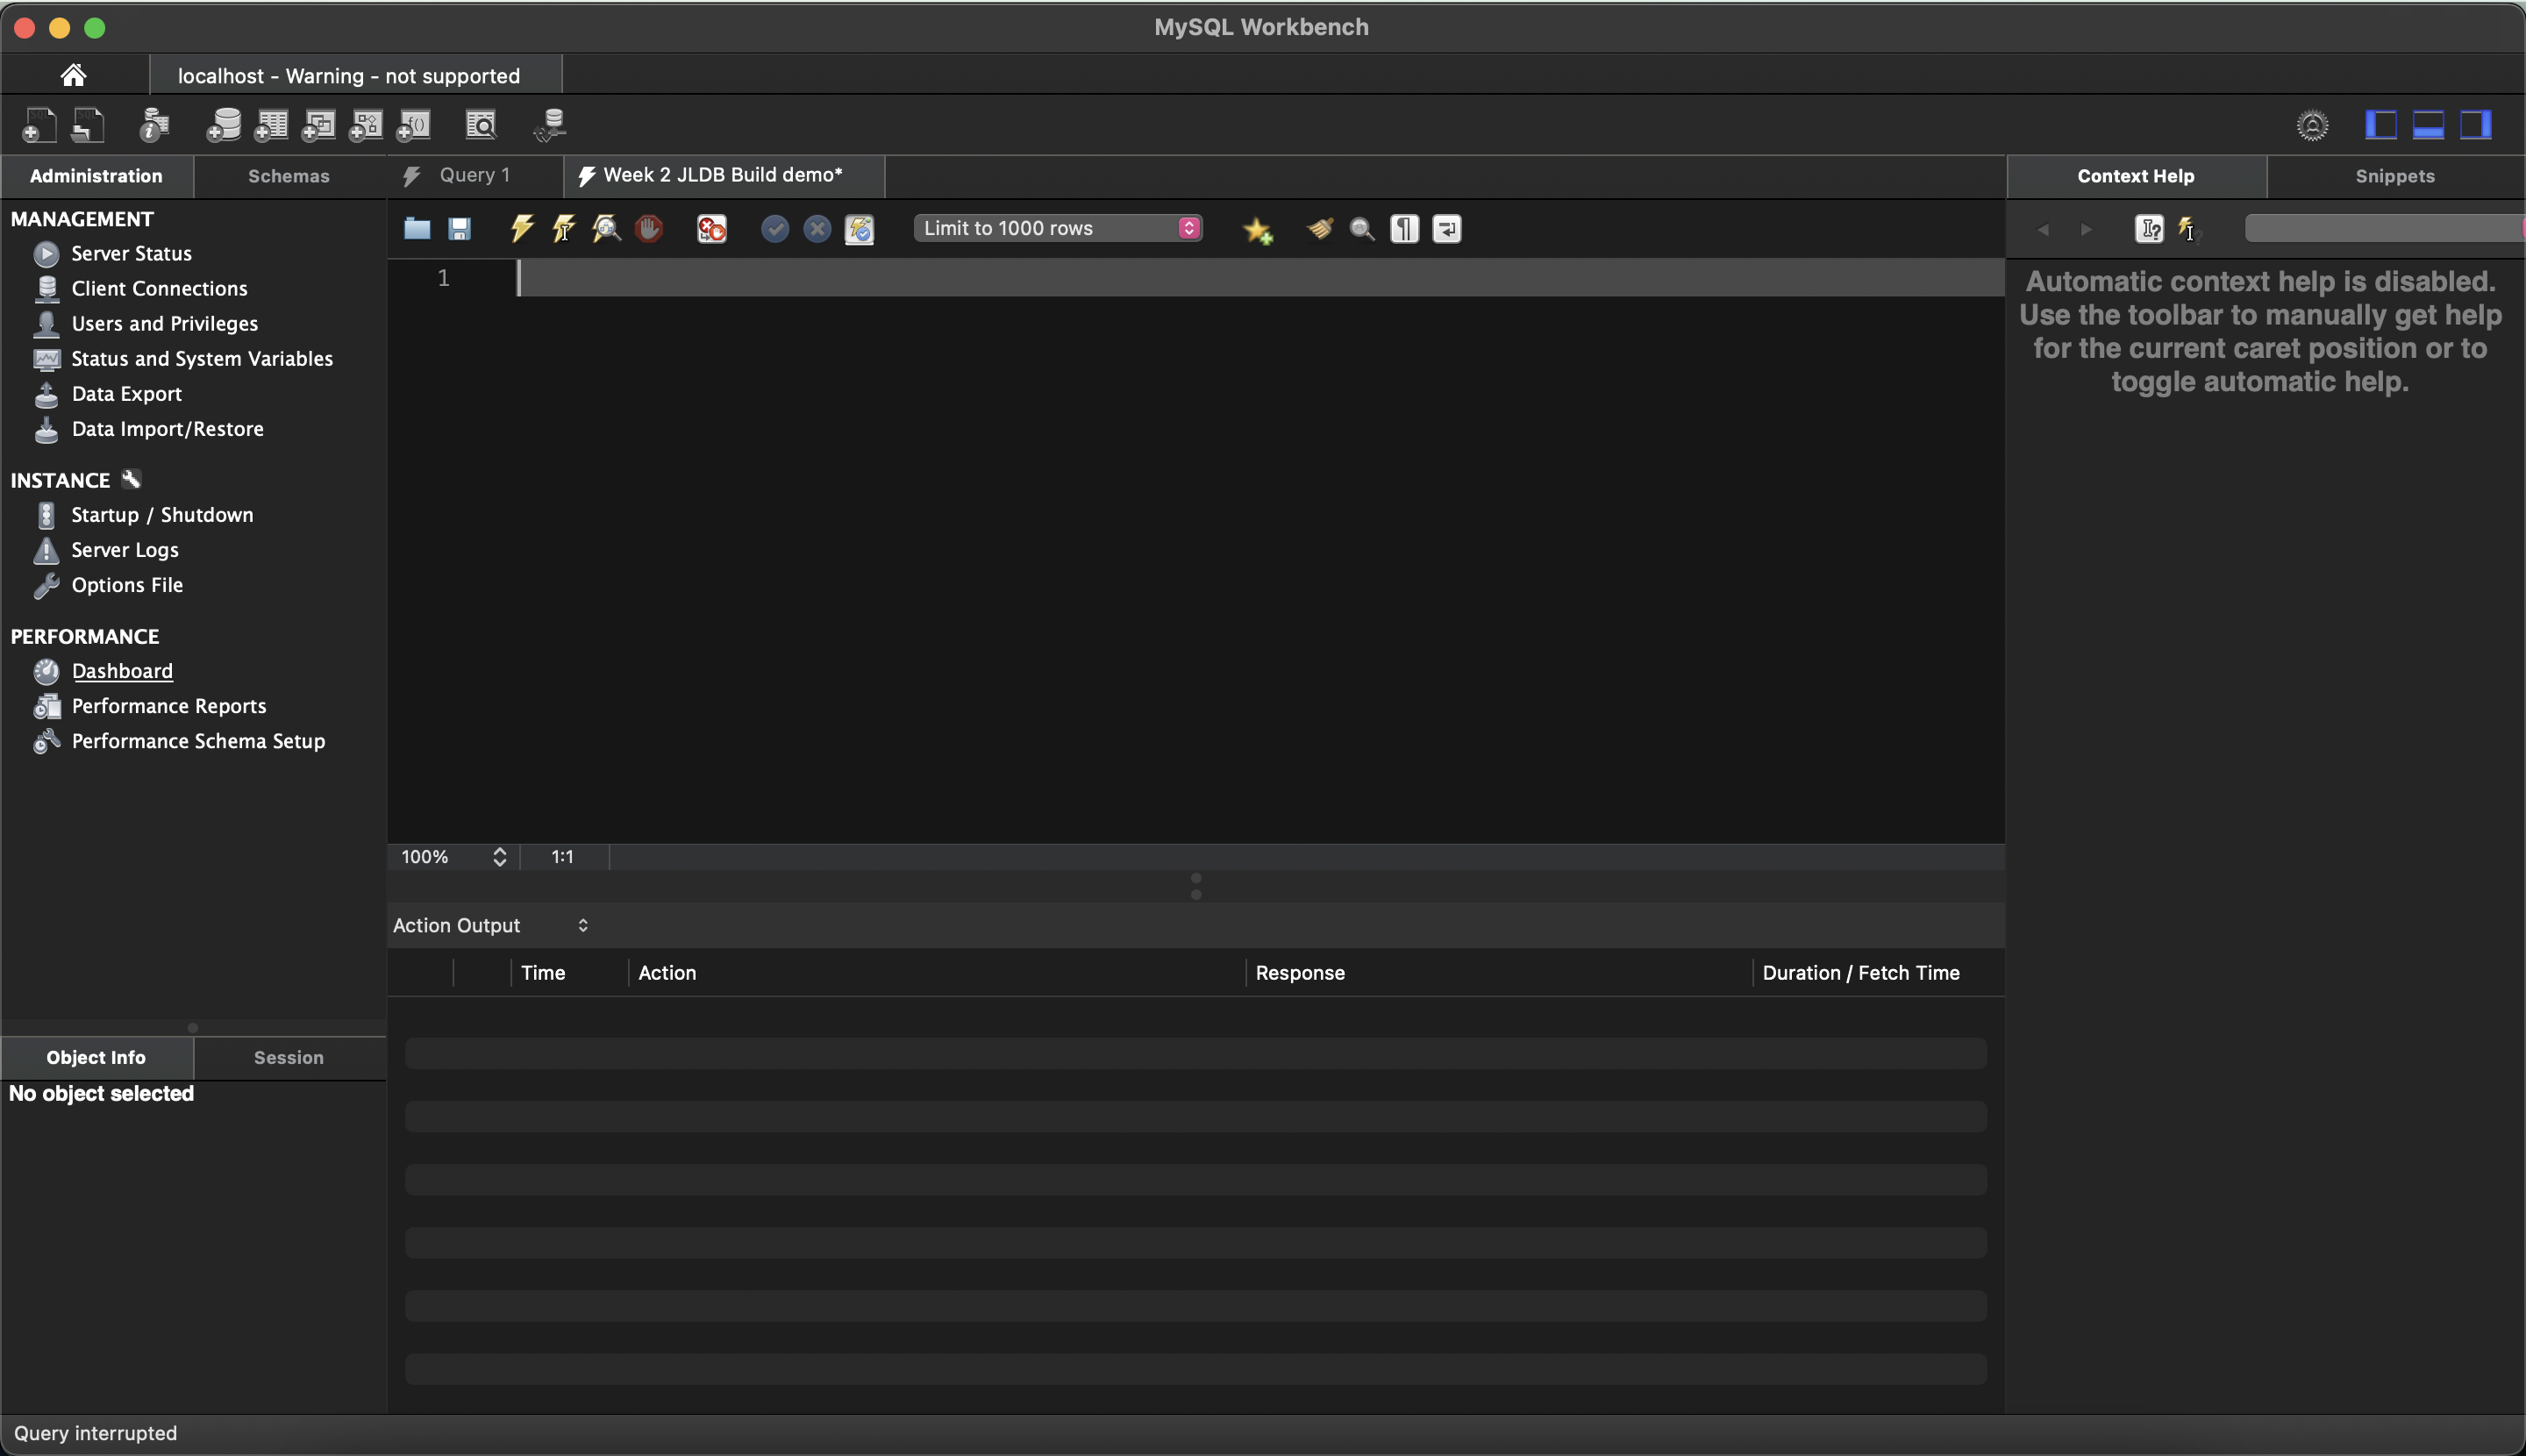 MySQL Workbench
localhost - Warning - not supported
Administration
Schemas
MANAGEMENT
Server Status
Client Connections
Users and Privileges
Status and System Variables
Data Export
Data Import/Restore
INSTANCE
Startup / Shutdown
Server Logs
Options File
PERFORMANCE
Dashboard
Performance Reports
Performance Schema Setup
Object Info
Session
No object selected
Query 1
Week 2 JLDB Build demo*
Limit to 1000 rows
1
100%
1:1
Action Output
Time
Action
Response
Duration / Fetch Time
Context Help
Snippets
Automatic context help is disabled.
Use the toolbar to manually get help
for the current caret position or to
toggle automatic help.
Query interrupted